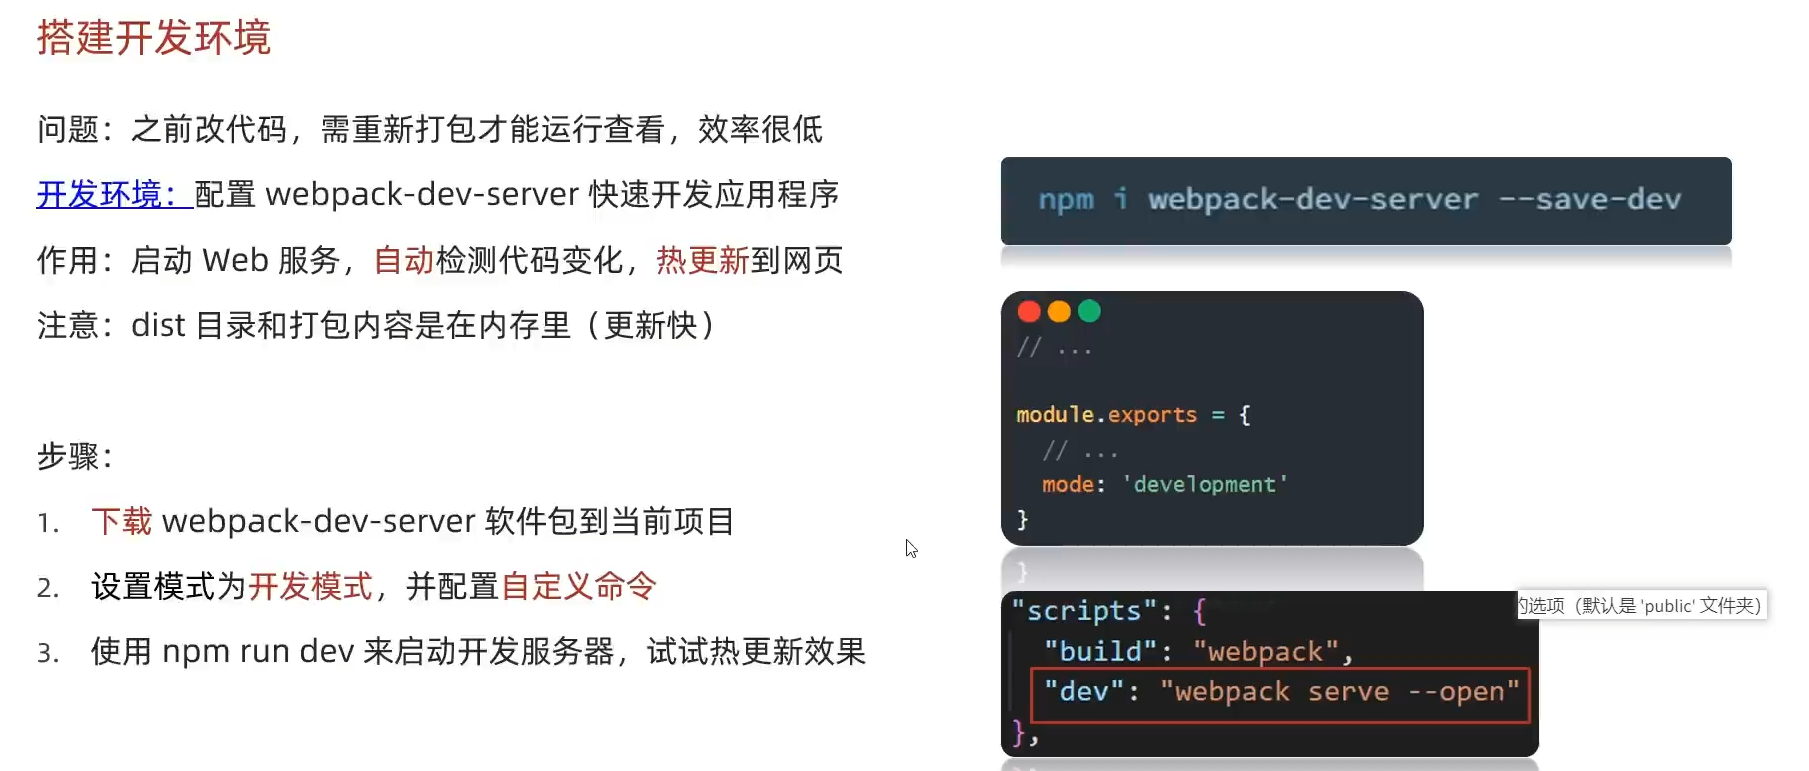 搭建开发环境
问题：之前改代码，需重新打包才能运行查看，效率很低
开发环境：配置 webpack-dev-server 快速开发应用程序
作用：启动 Web 服务，自动检测代码变化，热更新到网页
注意：dist 目录和打包内容是在内存里（更新快）
步骤：
1. 下载 webpack-dev-server 软件包到当前项目
2. 设置模式为开发模式，并配置自定义命令
3. 使用 npm run dev 来启动开发服务器，试试热更新效果
npm i webpack-dev-server --save-dev
// ...
module.exports = {
// ...
mode: 'development'
}
"scripts": {
"build": "webpack",
"dev": "webpack serve --open"
},
的选项（默认是 'public' 文件夹）